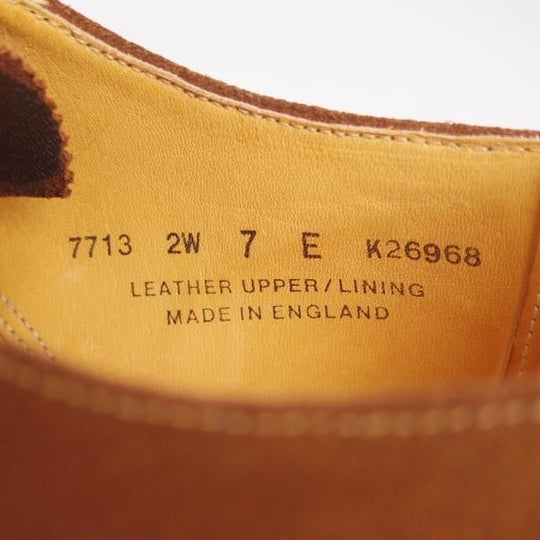 7713 2W 7 E K26968
LEATHER UPPER/LINING
MADE IN ENGLAND